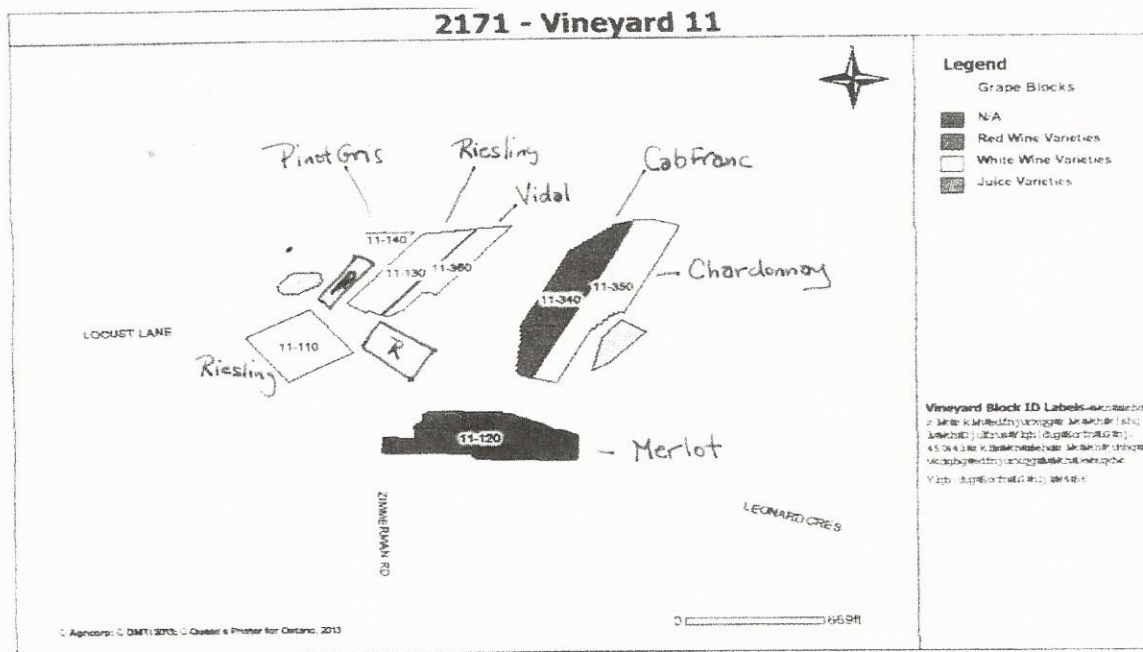 2171 - Vineyard 11
Legend
Grape Blocks
N/A
Red Wine Varieties
White Wine Varieties
Juice Varieties
Pinot Gris
Riesling
Vidal
Cab Franc
Chardonnay
11-140
11-130
11-360
11-340
11-350
LOCUST LANE
11-110
Riesling
R
11-120
Merlot
ZIMMERMAN RD
LEONARD CRES
Vineyard Block ID Labels
© Agricorp; © DMTI 2013; © Queen's Printer for Ontario, 2013
0
669ft